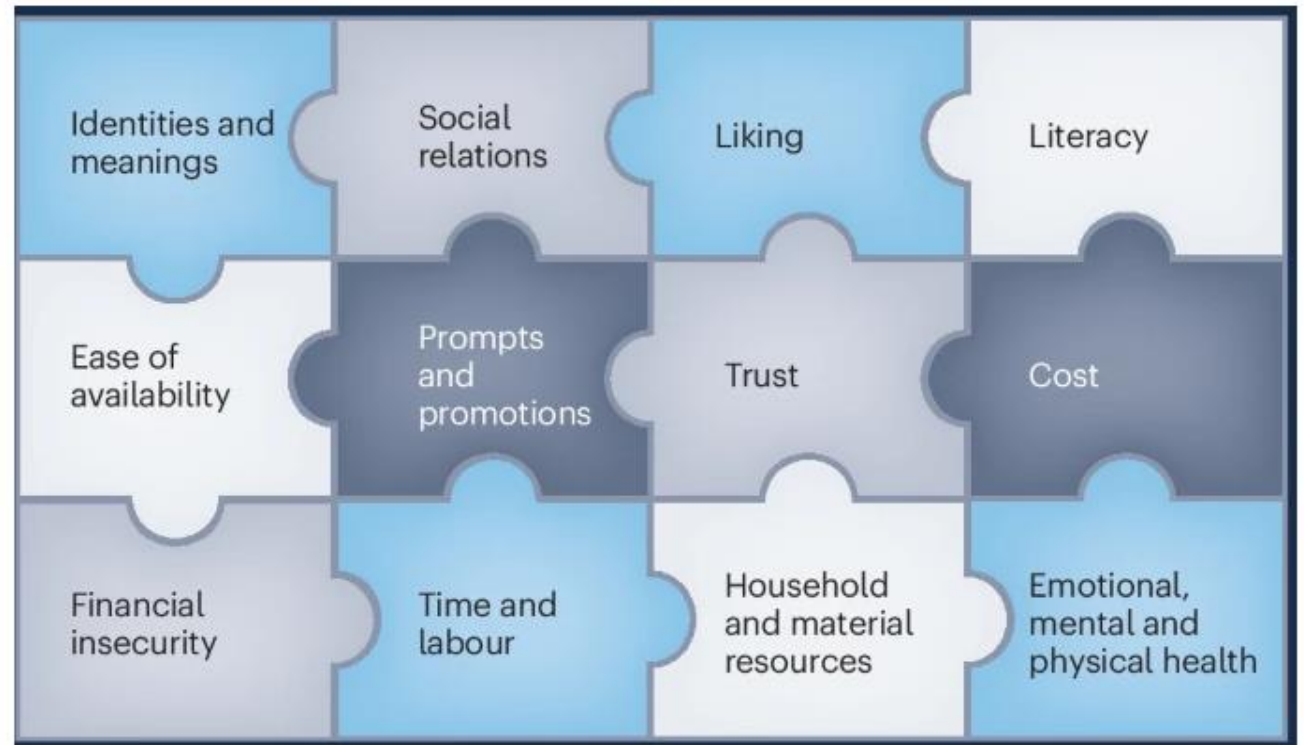 Identities and
meanings
Social
relations
Liking
Literacy
Ease of
availability
Prompts
and
promotions
Trust
Cost
Financial
insecurity
Time and
labour
Household
and material
resources
Emotional,
mental and
physical health